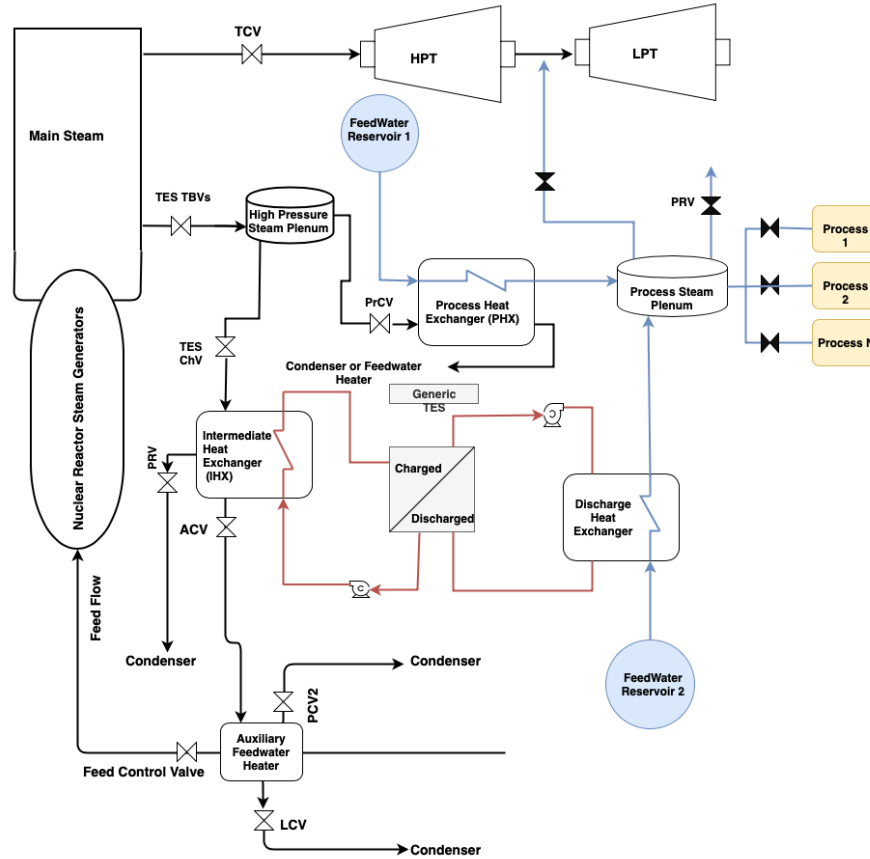 TCV
HPT
LPT
Main Steam
FeedWater
Reservoir 1
TES TBVs
High Pressure
Steam Plenum
PRV
Process
1
Process
2
Process N
Process Steam
Plenum
PrCV
Process Heat
Exchanger (PHX)
TES
ChV
Condenser or Feedwater
Heater
Generic
TES
Nuclear Reactor Steam Generators
Intermediate
Heat
Exchanger
(IHX)
PRV
Charged
Discharged
Discharge
Heat
Exchanger
ACV
C
C
Feed Flow
Condenser
Condenser
FeedWater
Reservoir 2
PCV2
Auxiliary
Feedwater
Heater
Feed Control Valve
LCV
Condenser